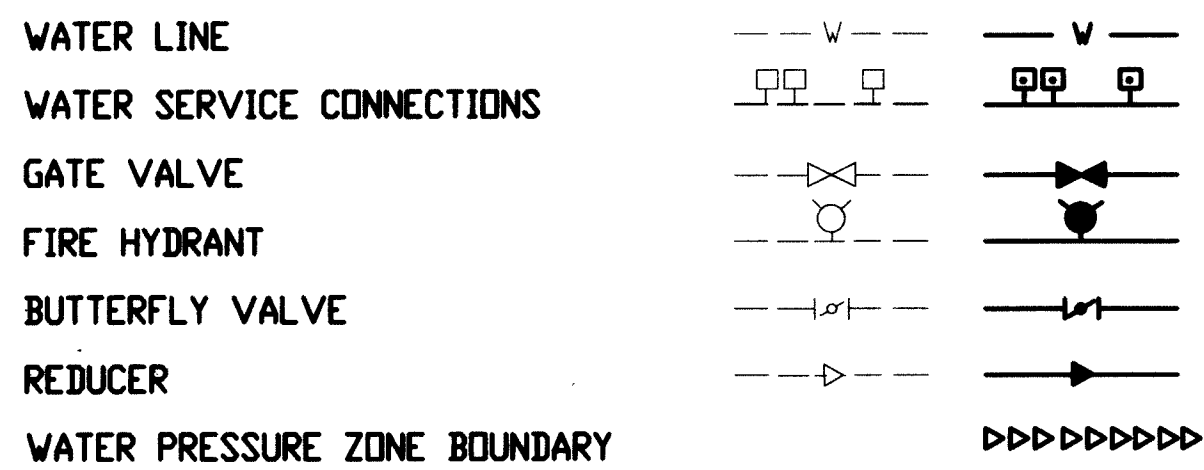 WATER LINE W W
WATER SERVICE CONNECTIONS
GATE VALVE
FIRE HYDRANT
BUTTERFLY VALVE
REDUCER
WATER PRESSURE ZONE BOUNDARY